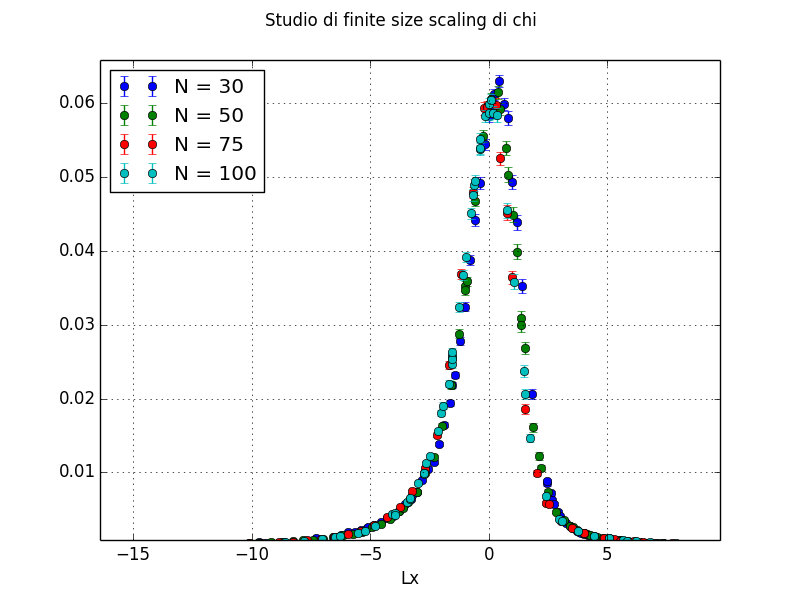 Studio di finite size scaling di chi
N = 30
N = 50
N = 75
N = 100
0.06
0.05
0.04
0.03
0.02
0.01
−15 −10 −5 0 5
Lx